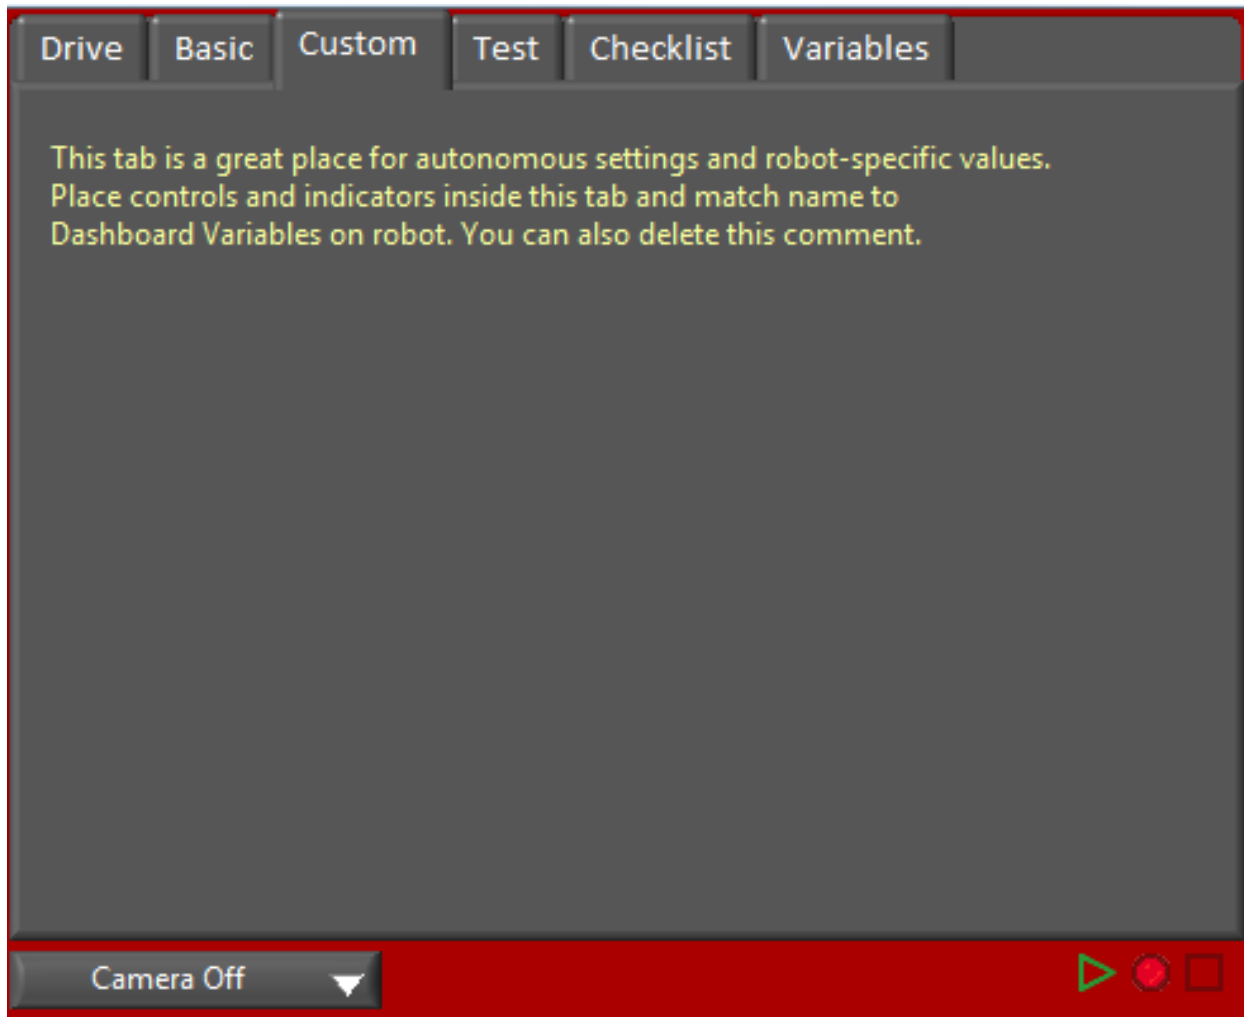 Drive Basic Custom Test Checklist Variables
This tab is a great place for autonomous settings and robot-specific values.
Place controls and indicators inside this tab and match name to
Dashboard Variables on robot. You can also delete this comment.
Camera Off